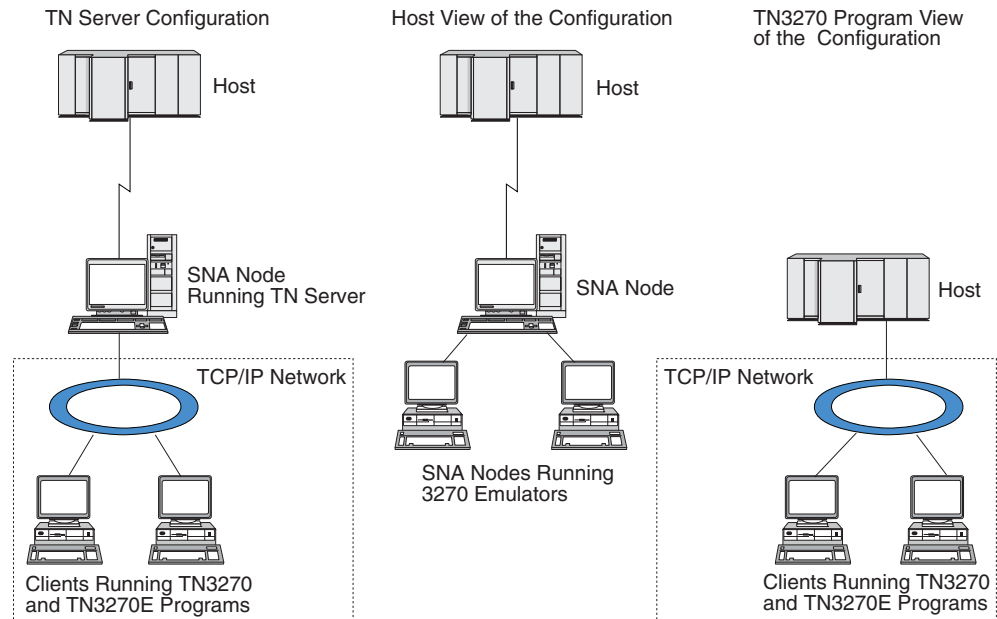 TN Server Configuration
Host
SNA Node
Running TN Server
TCP/IP Network
Clients Running TN3270
and TN3270E Programs
Host View of the Configuration
Host
SNA Node
SNA Nodes Running
3270 Emulators
TN3270 Program View
of the Configuration
Host
TCP/IP Network
Clients Running TN3270
and TN3270E Programs